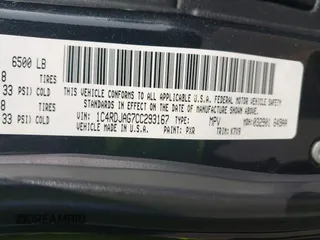 6500 LB
8 TIRES
33 PSI) COLD
8 TIRES
33 PSI) COLD
THIS VEHICLE CONFORMS TO ALL APPLICABLE
U.S.A. FEDERAL MOTOR VEHICLE SAFETY
STANDARDS IN EFFECT ON THE DATE OF MANUFACTURE SHOWN ABOVE.
VIN: 1C4RDJAG7CC293167
TYPE: MPV
VEHICLE MADE IN U.S.A. PAINT: PXR TRIM: K7X9